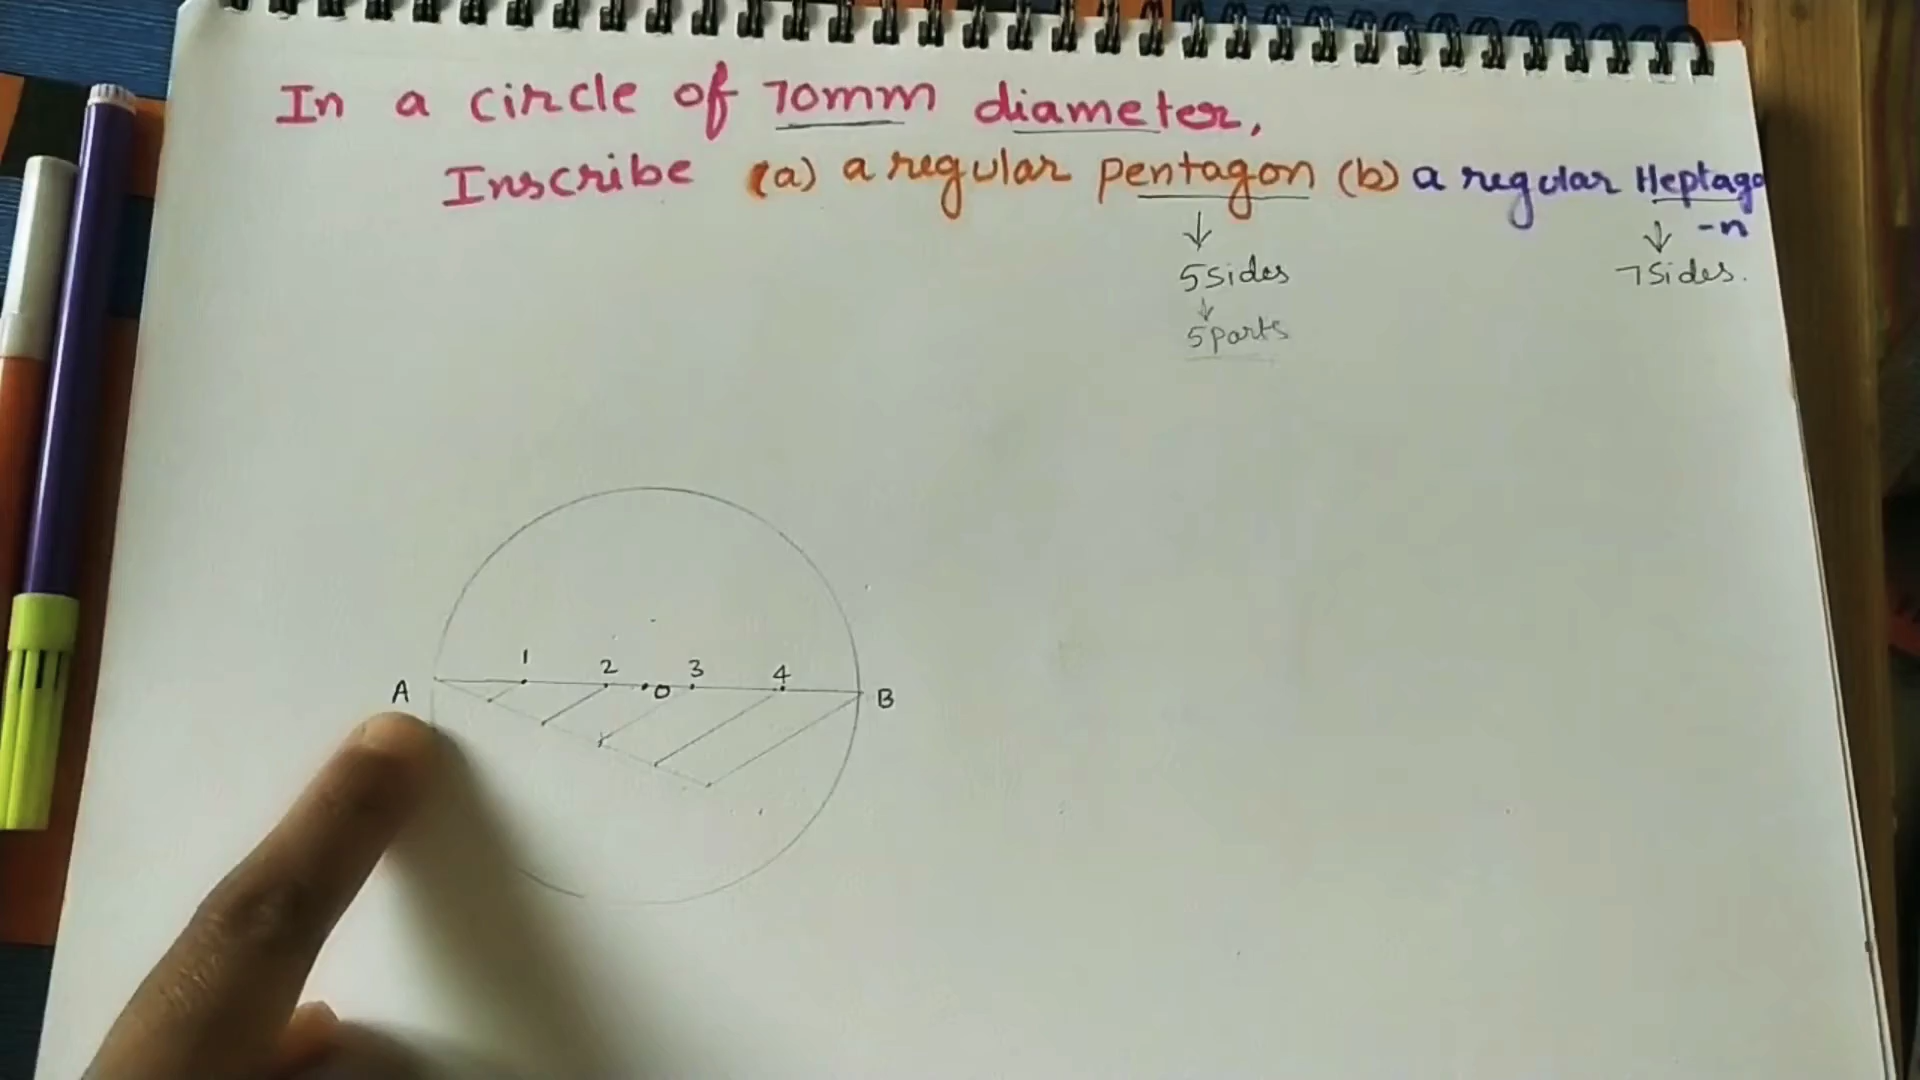 In a circle of 70mm diameter,
Inscribe (a) a regular pentagon (b) a regular Heptago
-n
5 sides
7 sides.
5 parts
1 2 3 4
A O B